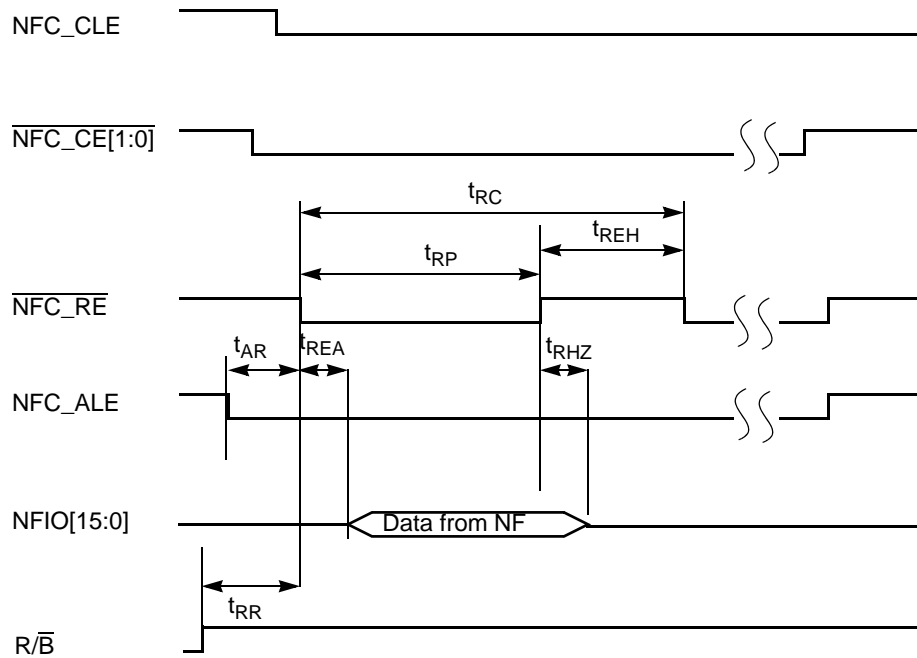 NFC_CLE
NFC_CE[1:0]
tRC
tREH
tRP
NFC_RE
tAR
tREA
tRHZ
NFC_ALE
NFIO[15:0]
Data from NF
tRR
R/B